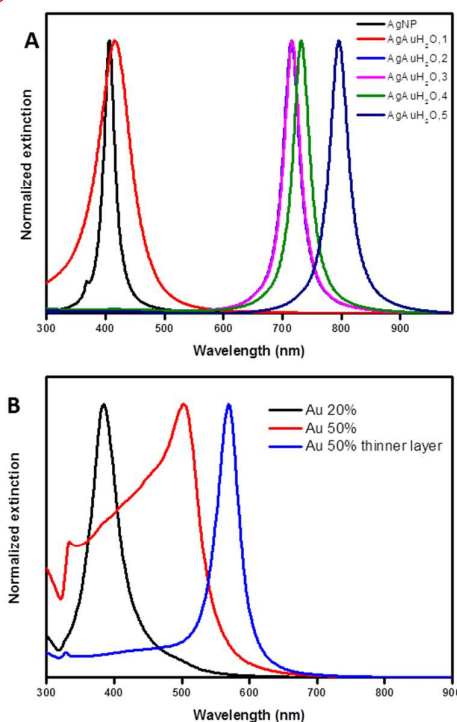 A
AgNP
AgAuH₂O,1
AgAuH₂O,2
AgAuH₂O,3
AgAuH₂O,4
AgAuH₂O,5
Normalized extinction
300 400 500 600 700 800 900
Wavelength (nm)
B
Au 20%
Au 50%
Au 50% thinner layer
Normalized extinction
300 400 500 600 700 800 900
Wavelength (nm)